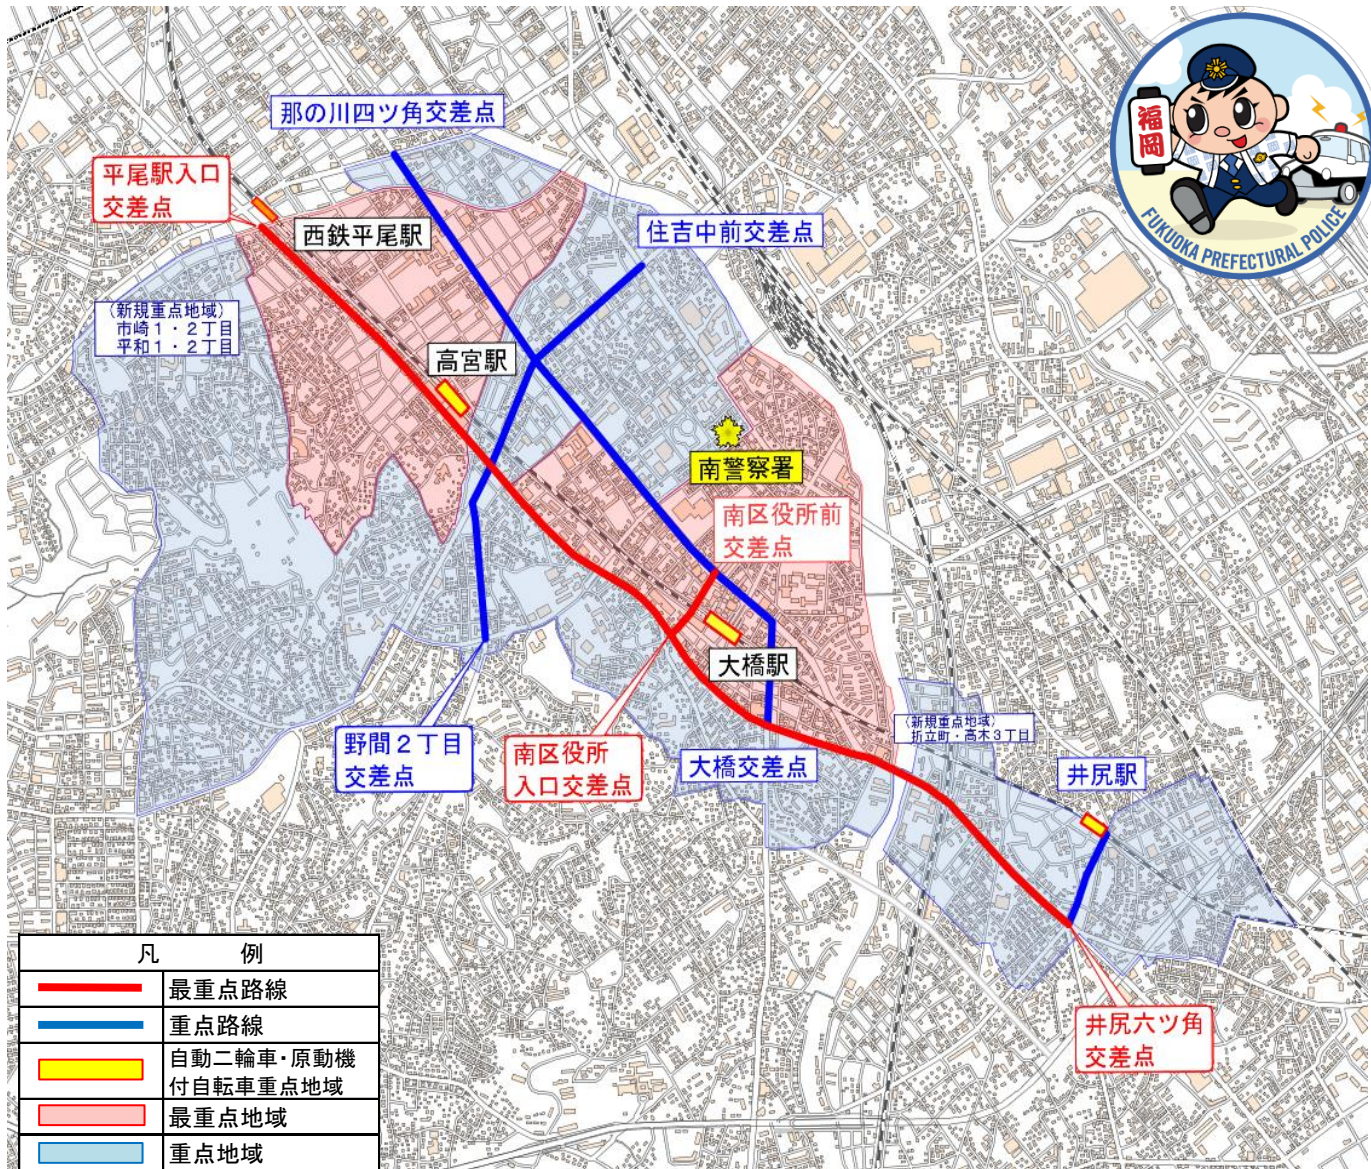 那の川四ツ角交差点
福岡
FUKUOKA PREFECTURAL POLICE
平尾駅入口
交差点
西鉄平尾駅
住吉中前交差点
(新規重点地域)
市崎1・2丁目
平和1・2丁目
高宮駅
南警察署
南区役所前
交差点
大橋駅
野間2丁目
交差点
南区役所
入口交差点
大橋交差点
(新規重点地域)
折立町・高木3丁目
井尻駅
井尻六ツ角
交差点
凡 例
最重点路線
重点路線
自動二輪車・原動機
付自転車重点地域
最重点地域
重点地域